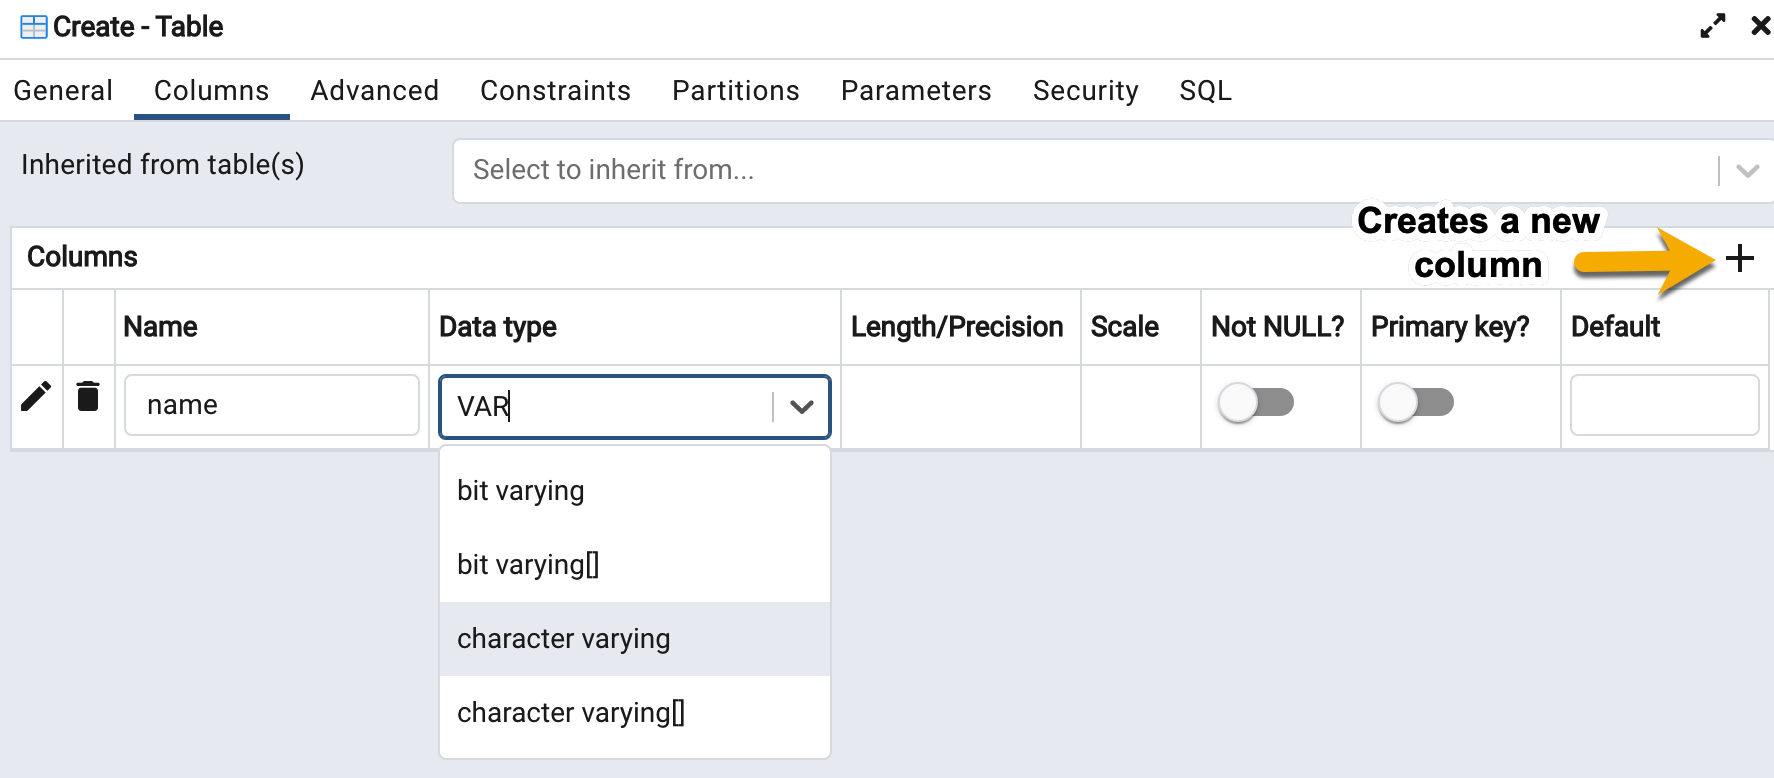 Create - Table
General Columns Advanced Constraints Partitions Parameters Security SQL
Inherited from table(s) Select to inherit from...
Creates a new
column
Columns
Name Data type Length/Precision Scale Not NULL? Primary key? Default
name VAR
bit varying
bit varying[]
character varying
character varying[]